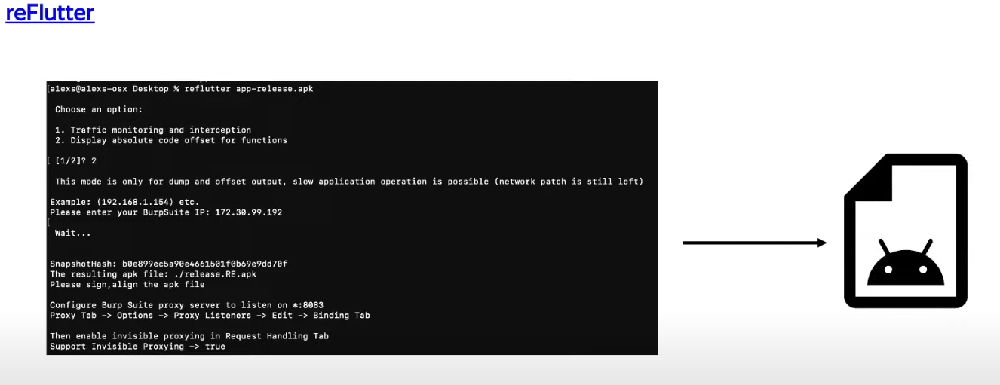 reFlutter
[a1exs@a1exs-osx Desktop % reflutter app-release.apk
Choose an option:
1. Traffic monitoring and interception
2. Display absolute code offset for functions
[ [1/2]? 2
This mode is only for dump and offset output, slow application operation is possible (network patch is still left)
Example: (192.168.1.154) etc.
Please enter your BurpSuite IP: 172.30.99.192
[
Wait...
SnapshotHash: b0e899ec5a90e4661501f0b69e9dd70f
The resulting apk file: ./release.RE.apk
Please sign,align the apk file
Configure Burp Suite proxy server to listen on *:8083
Proxy Tab -> Options -> Proxy Listeners -> Edit -> Binding Tab
Then enable invisible proxying in Request Handling Tab
Support Invisible Proxying -> true